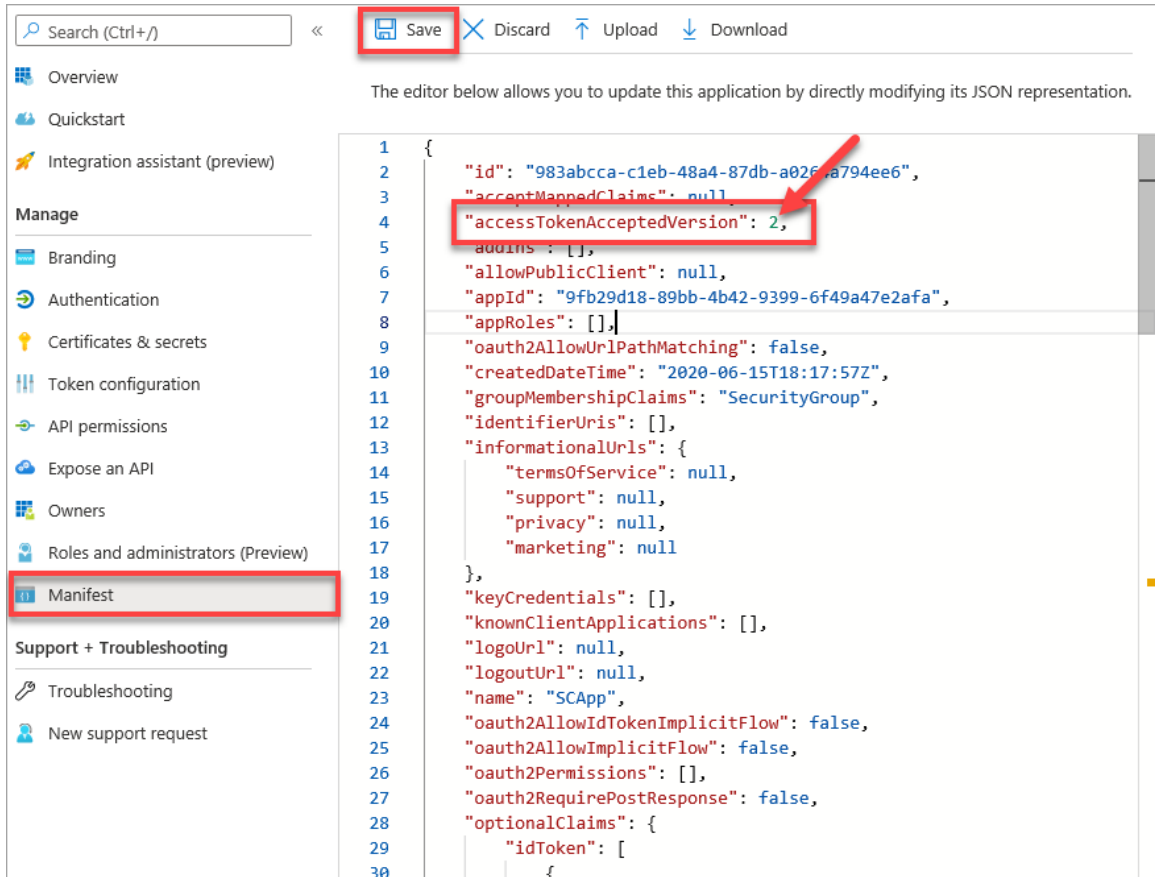 Search (Ctrl+/)
«
Save
Discard
Upload
Download
Overview
Quickstart
Integration assistant (preview)
Manage
Branding
Authentication
Certificates & secrets
Token configuration
API permissions
Expose an API
Owners
Roles and administrators (Preview)
Manifest
Support + Troubleshooting
Troubleshooting
New support request
The editor below allows you to update this application by directly modifying its JSON representation.
1 {
2 "id": "983abcca-c1eb-48a4-87db-a026 a794ee6",
3 "acceptMappedClaims": null,
4 "accessTokenAcceptedVersion": 2,
5 "addIns": [],
6 "allowPublicClient": null,
7 "appId": "9fb29d18-89bb-4b42-9399-6f49a47e2afa",
8 "appRoles": [],
9 "oauth2AllowUrlPathMatching": false,
10 "createdDateTime": "2020-06-15T18:17:57Z",
11 "groupMembershipClaims": "SecurityGroup",
12 "identifierUris": [],
13 "informationalUrls": {
14 "termsOfService": null,
15 "support": null,
16 "privacy": null,
17 "marketing": null
18 },
19 "keyCredentials": [],
20 "knownClientApplications": [],
21 "logoUrl": null,
22 "logoutUrl": null,
23 "name": "SCApp",
24 "oauth2AllowIdTokenImplicitFlow": false,
25 "oauth2AllowImplicitFlow": false,
26 "oauth2Permissions": [],
27 "oauth2RequirePostResponse": false,
28 "optionalClaims": {
29 "idToken": [
30 {